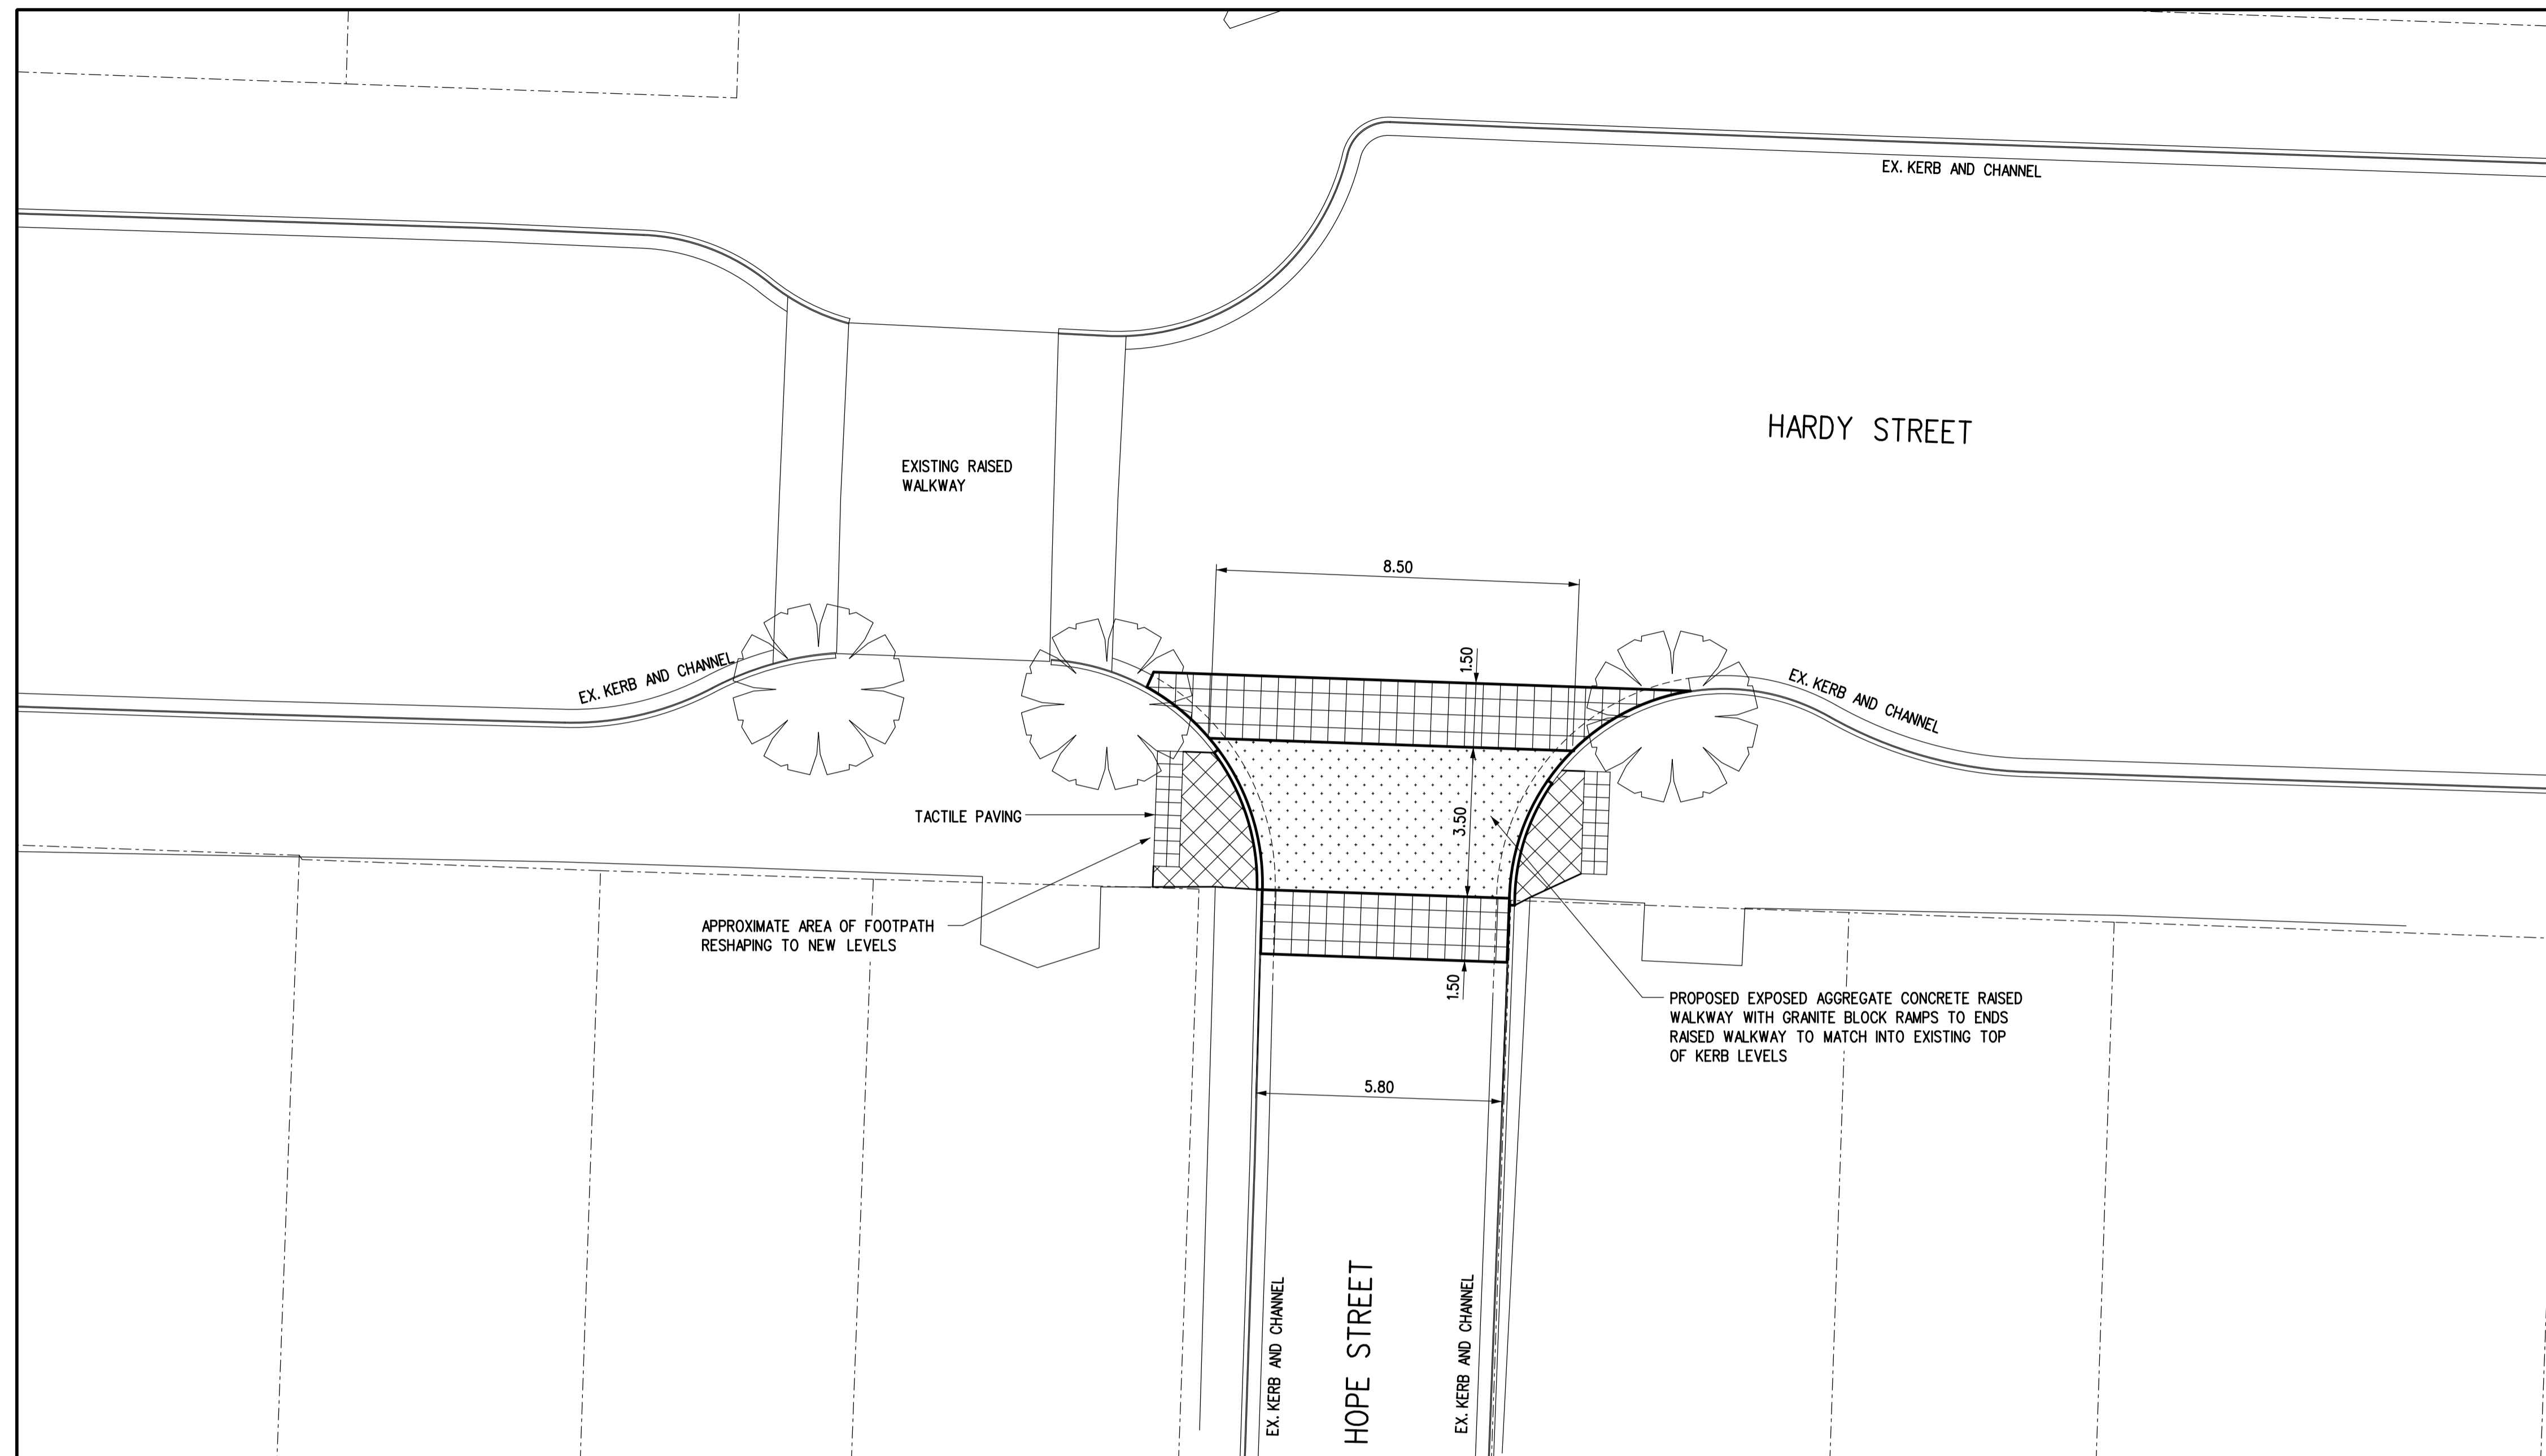 EX. KERB AND CHANNEL
HARDY STREET
EXISTING RAISED
WALKWAY
8.50
1.50
EX. KERB AND CHANNEL
EX. KERB AND CHANNEL
TACTILE PAVING
3.50
APPROXIMATE AREA OF FOOTPATH
RESHAPING TO NEW LEVELS
1.50
PROPOSED EXPOSED AGGREGATE CONCRETE RAISED
WALKWAY WITH GRANITE BLOCK RAMPS TO ENDS
RAISED WALKWAY TO MATCH INTO EXISTING TOP
OF KERB LEVELS
5.80
EX. KERB AND CHANNEL
HOPE STREET
EX. KERB AND CHANNEL